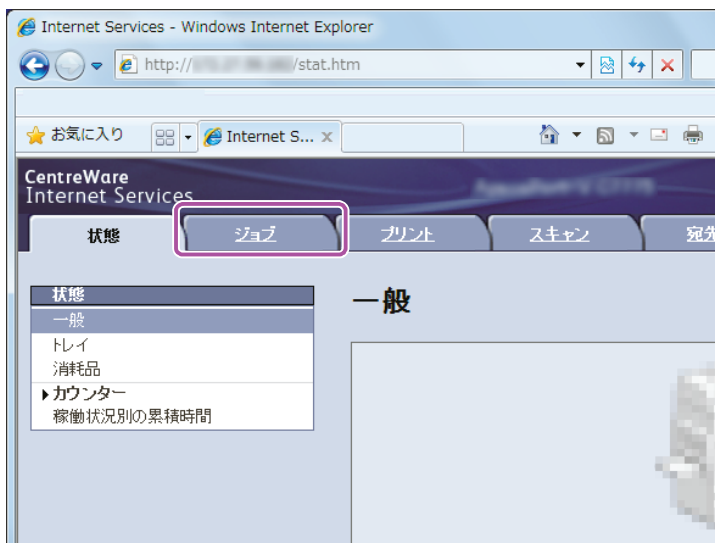 Internet Services - Windows Internet Explorer
http:// /stat.htm
お気に入り
Internet S...
CentreWare
Internet Services
状態 ジョブ プリント スキャン
状態
一般
トレイ
消耗品
カウンター
稼働状況別の累積時間
一般